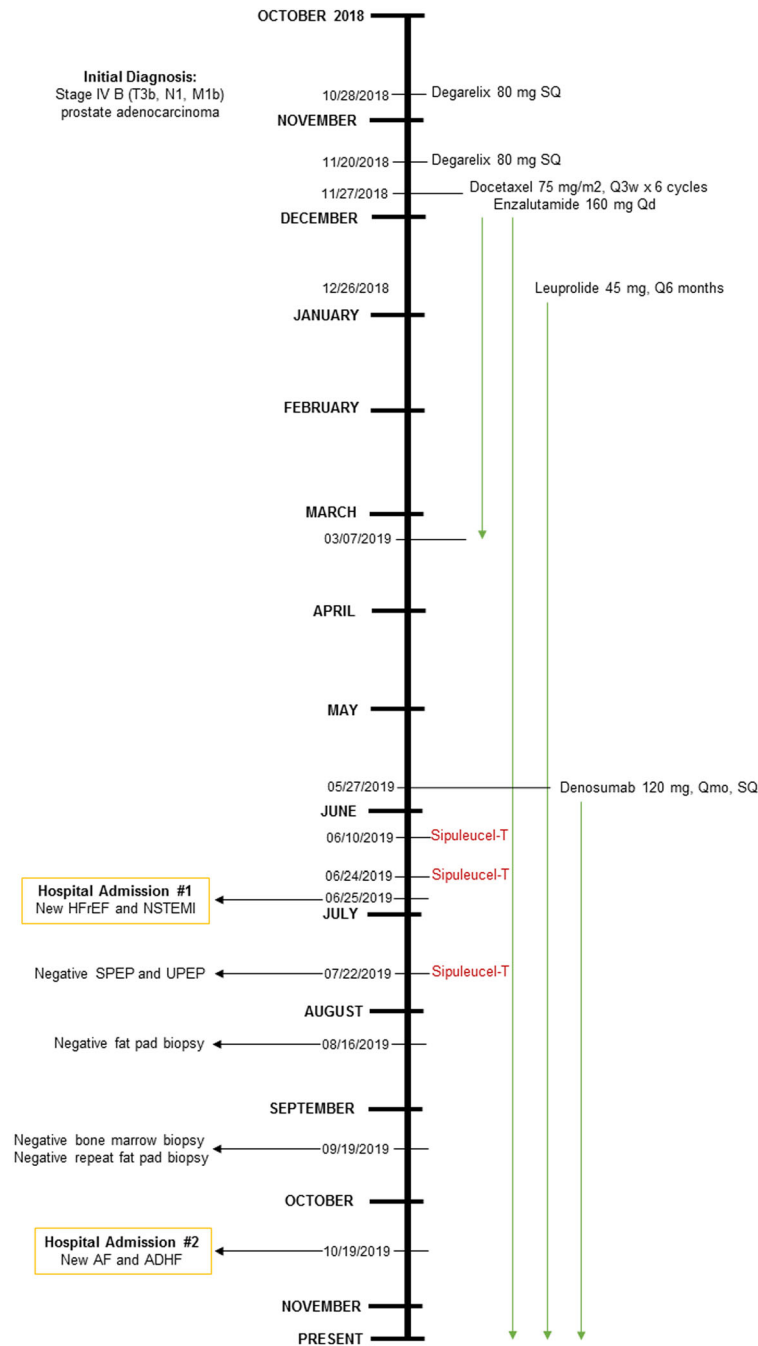 OCTOBER 2018
Initial Diagnosis:
Stage IV B (T3b, N1, M1b)
prostate adenocarcinoma
10/28/2018 Degarelix 80 mg SQ
NOVEMBER
11/20/2018 Degarelix 80 mg SQ
11/27/2018 Docetaxel 75 mg/m2, Q3w x 6 cycles
Enzalutamide 160 mg Qd
DECEMBER
12/26/2018 Leuprolide 45 mg, Q6 months
JANUARY
FEBRUARY
MARCH
03/07/2019
APRIL
MAY
05/27/2019 Denosumab 120 mg, Qmo, SQ
JUNE
06/10/2019 Sipuleucel-T
06/24/2019 Sipuleucel-T
Hospital Admission #1
New HFrEF and NSTEMI
06/25/2019
JULY
Negative SPEP and UPEP 07/22/2019 Sipuleucel-T
AUGUST
Negative fat pad biopsy 08/16/2019
SEPTEMBER
Negative bone marrow biopsy
Negative repeat fat pad biopsy
09/19/2019
OCTOBER
Hospital Admission #2
New AF and ADHF
10/19/2019
NOVEMBER
PRESENT